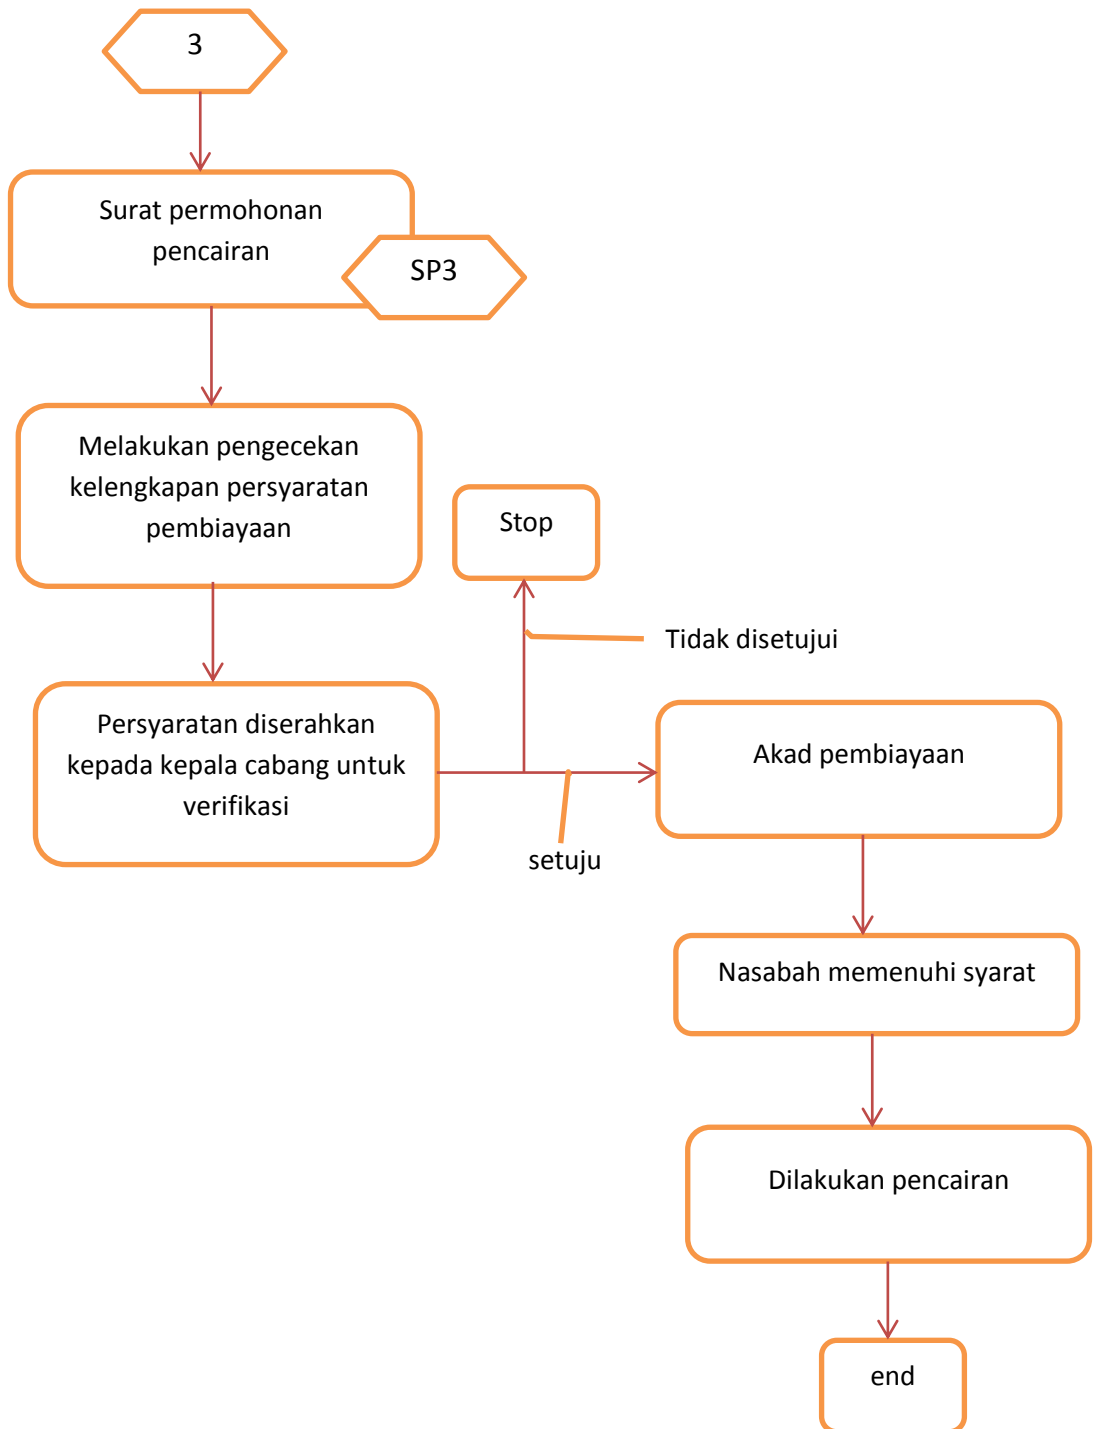 3
Surat permohonan
pencairan
SP3
Melakukan pengecekan
kelengkapan persyaratan
pembiayaan
Stop
Tidak disetujui
Persyaratan diserahkan
kepada kepala cabang untuk
verifikasi
setuju
Akad pembiayaan
Nasabah memenuhi syarat
Dilakukan pencairan
end